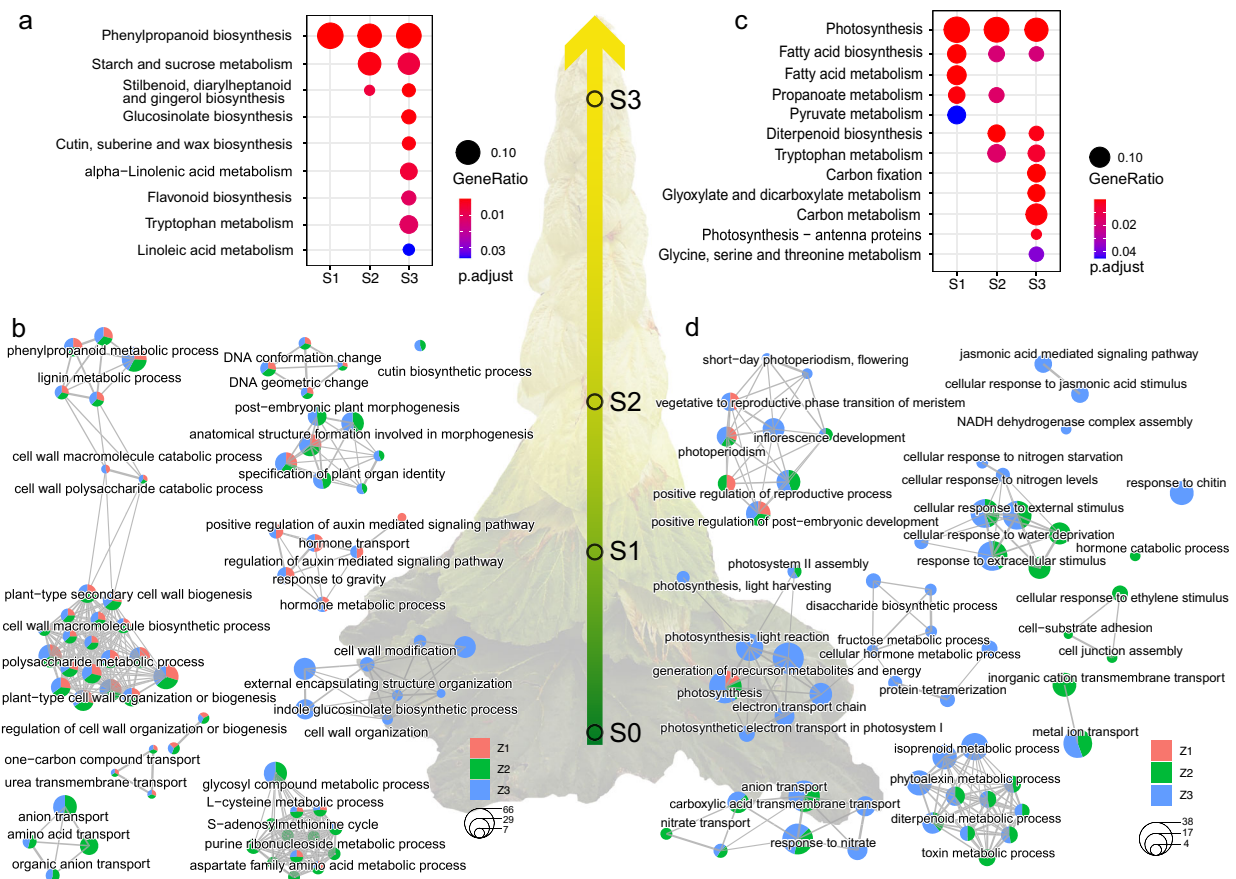 a
Phenylpropanoid biosynthesis
Starch and sucrose metabolism
Stilbenoid, diarylheptanoid
and gingerol biosynthesis
Glucosinolate biosynthesis
Cutin, suberine and wax biosynthesis
alpha−Linolenic acid metabolism
Flavonoid biosynthesis
Tryptophan metabolism
Linoleic acid metabolism
S1 S2 S3
0.10
GeneRatio
0.01
0.03
p.adjust
S3
S2
S1
S0
c
Photosynthesis
Fatty acid biosynthesis
Fatty acid metabolism
Propanoate metabolism
Pyruvate metabolism
Diterpenoid biosynthesis
Tryptophan metabolism
Carbon fixation
Glyoxylate and dicarboxylate metabolism
Carbon metabolism
Photosynthesis − antenna proteins
Glycine, serine and threonine metabolism
S1 S2 S3
0.10
GeneRatio
0.02
0.04
p.adjust
b
phenylpropanoid metabolic process
lignin metabolic process
DNA conformation change
DNA geometric change
cutin biosynthetic process
post−embryonic plant morphogenesis
anatomical structure formation involved in morphogenesis
specification of plant organ identity
cell wall macromolecule catabolic process
cell wall polysaccharide catabolic process
positive regulation of auxin mediated signaling pathway
hormone transport
regulation of auxin mediated signaling pathway
response to gravity
hormone metabolic process
plant−type secondary cell wall biogenesis
cell wall macromolecule biosynthetic process
polysaccharide metabolic process
plant−type cell wall organization or biogenesis
cell wall modification
external encapsulating structure organization
indole glucosinolate biosynthetic process
cell wall organization
regulation of cell wall organization or biogenesis
one−carbon compound transport
urea transmembrane transport
anion transport
amino acid transport
organic anion transport
glycosyl compound metabolic process
L−cysteine metabolic process
S−adenosylmethionine cycle
purine ribonucleoside metabolic process
aspartate family amino acid metabolic process
Z1
Z2
Z3
66
29
7
d
short−day photoperiodism, flowering
vegetative to reproductive phase transition of meristem
inflorescence development
photoperiodism
positive regulation of reproductive process
positive regulation of post−embryonic development
jasmonic acid mediated signaling pathway
cellular response to jasmonic acid stimulus
NADH dehydrogenase complex assembly
cellular response to nitrogen starvation
cellular response to nitrogen levels
response to chitin
cellular response to external stimulus
cellular response to water deprivation
hormone catabolic process
response to extracellular stimulus
photosystem II assembly
photosynthesis, light harvesting
disaccharide biosynthetic process
cellular response to ethylene stimulus
cell−substrate adhesion
cell junction assembly
photosynthesis, light reaction
fructose metabolic process
cellular hormone metabolic process
generation of precursor metabolites and energy
photosynthesis
protein tetramerization
inorganic cation transmembrane transport
electron transport chain
photosynthetic electron transport in photosystem I
metal ion transport
isoprenoid metabolic process
phytoalexin metabolic process
diterpenoid metabolic process
toxin metabolic process
anion transport
carboxylic acid transmembrane transport
nitrate transport
response to nitrate
Z1
Z2
Z3
38
17
4